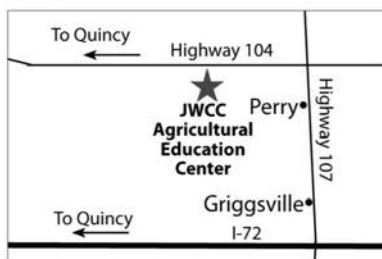 To Quincy
Highway 104
JWCC
Agricultural
Education
Center
Perry
Highway 107
Griggsville
To Quincy
I-72